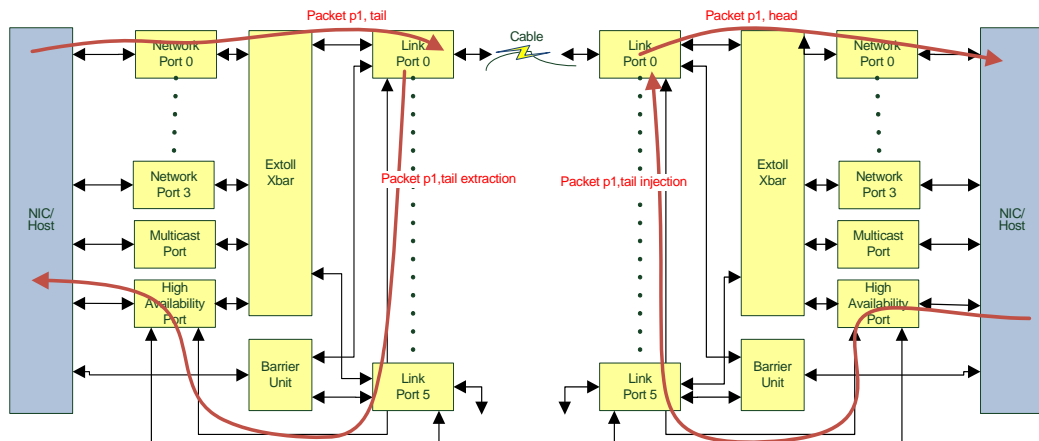 Packet p1, tail
Packet p1, head
Network
Port 0
Link
Port 0
Cable
Link
Port 0
Network
Port 0
Extoll
Xbar
Extoll
Xbar
Network
Port 3
Packet p1,tail extraction
Packet p1,tail injection
Network
Port 3
NIC/
Host
NIC/
Host
Multicast
Port
Multicast
Port
High
Availability
Port
High
Availability
Port
Barrier
Unit
Link
Port 5
Link
Port 5
Barrier
Unit